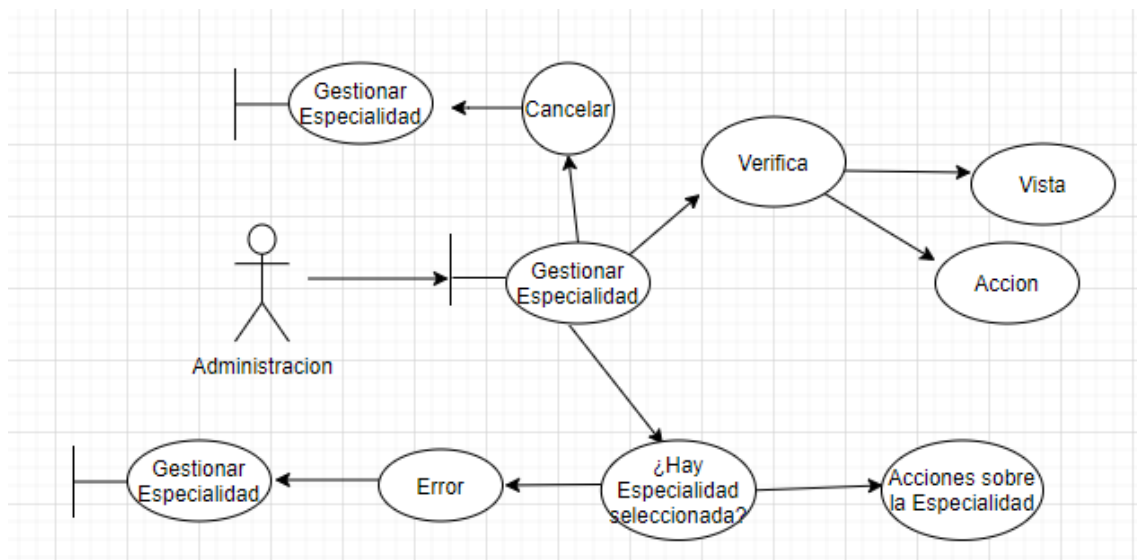 Gestionar
Especialidad
Cancelar
Verifica
Vista
Gestionar
Especialidad
Accion
Administracion
Gestionar
Especialidad
Error
¿Hay
Especialidad
seleccionada?
Acciones sobre
la Especialidad